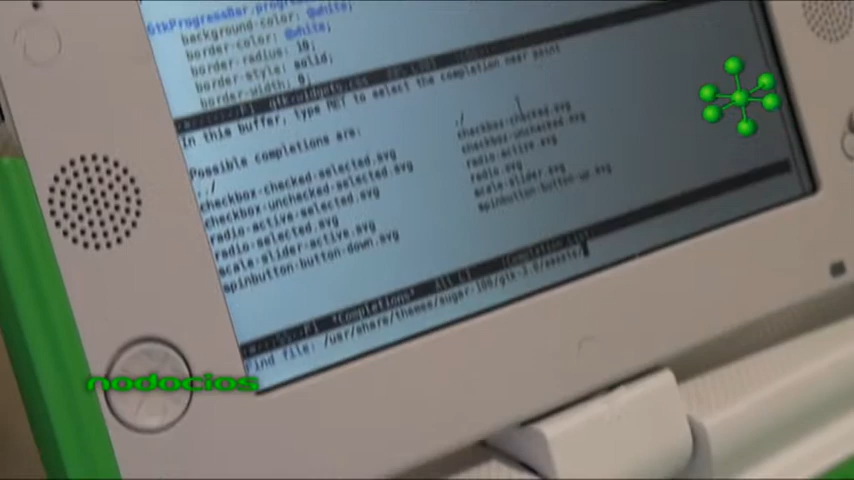 GtkProgressBar.progress
background-color: @white;
border-color: @white;
border-radius: 10;
border-style: solid;
border-width: 0;
gtk-widgets.css
In this buffer, type RET to select the completion near point
Possible completions are:
../
./
checkbox-checked-selected.svg
checkbox-checked.svg
checkbox-unchecked-selected.svg
checkbox-unchecked.svg
radio-active-selected.svg
radio-active.svg
radio-selected.svg
radio.svg
scale-slider-active.svg
scale-slider.svg
spinbutton-button-down.svg
spinbutton-button-up.svg
*Completions* All L1 (Completion List)
Find file: /usr/share/themes/sugar-100/gtk-3.0/assets/
nodocios